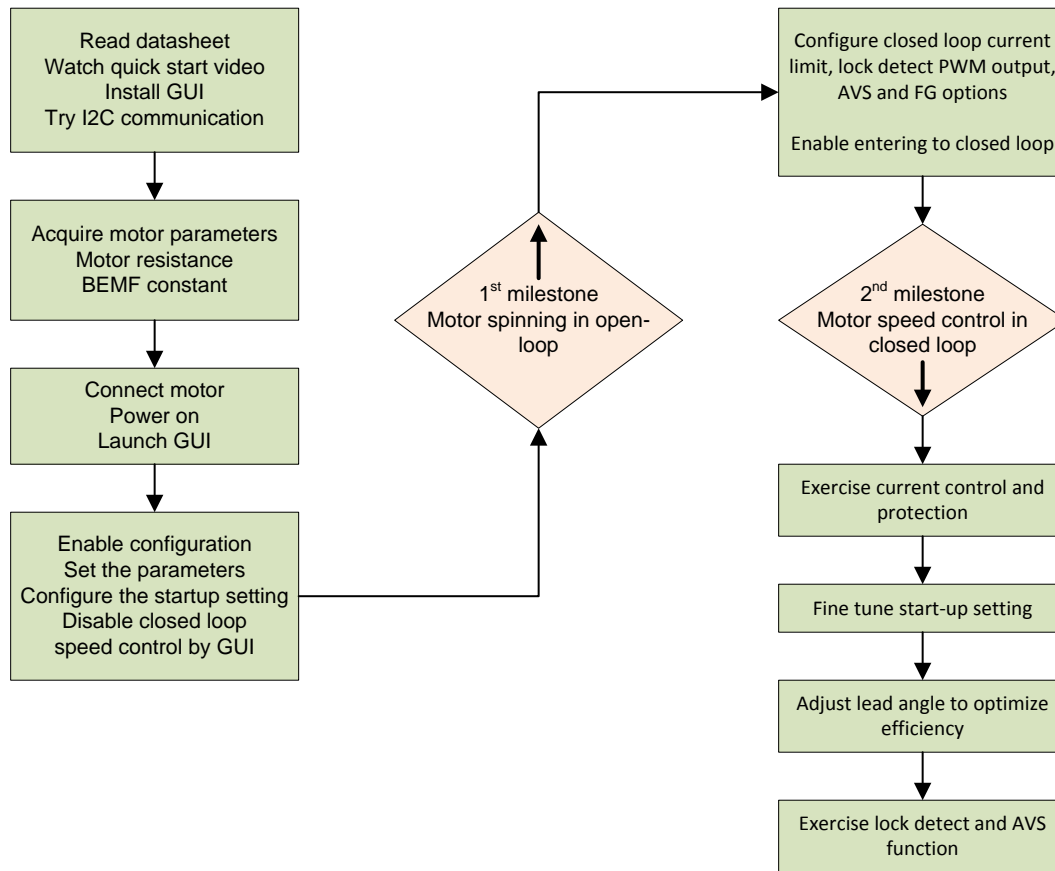 Read datasheet
Watch quick start video
Install GUI
Try I2C communication
Acquire motor parameters
Motor resistance
BEMF constant
Connect motor
Power on
Launch GUI
Enable configuration
Set the parameters
Configure the startup setting
Disable closed loop
speed control by GUI
1st milestone
Motor spinning in open-
loop
Configure closed loop current
limit, lock detect PWM output,
AVS and FG options
Enable entering to closed loop
2nd milestone
Motor speed control in
closed loop
Exercise current control and
protection
Fine tune start-up setting
Adjust lead angle to optimize
efficiency
Exercise lock detect and AVS
function